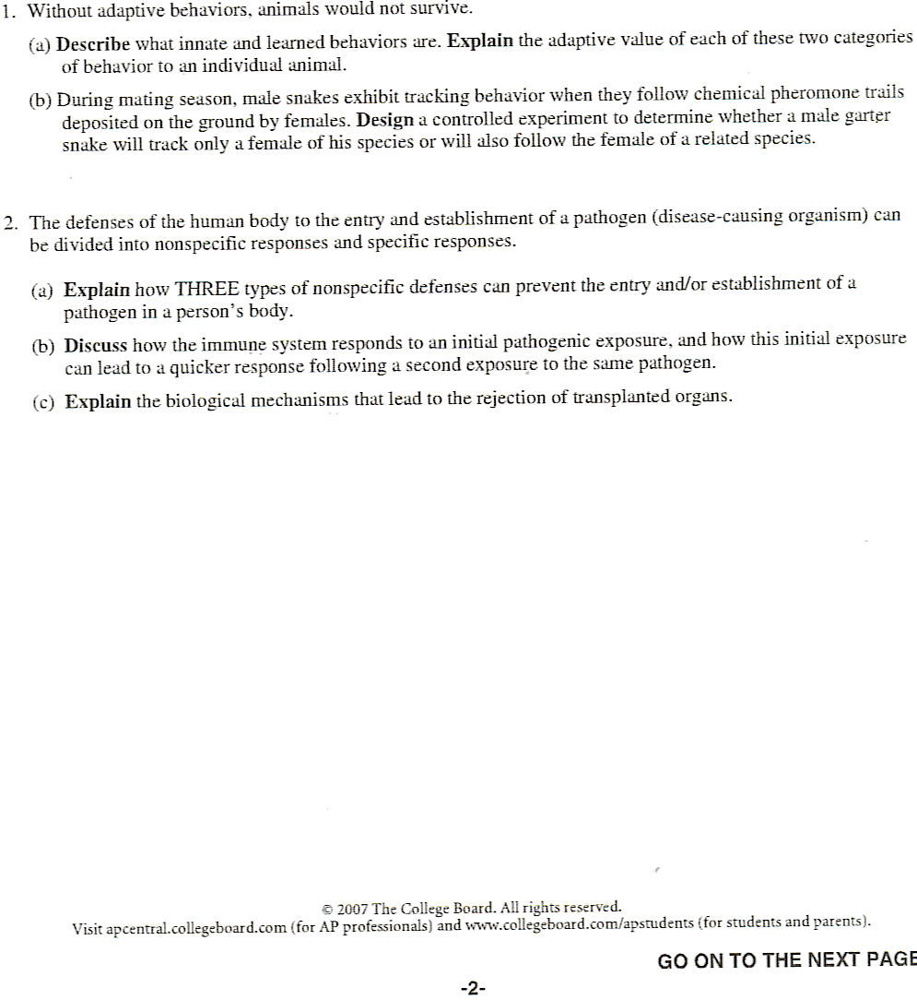 1. Without adaptive behaviors, animals would not survive.
(a) Describe what innate and learned behaviors are. Explain the adaptive value of each of these two categories
of behavior to an individual animal.
(b) During mating season, male snakes exhibit tracking behavior when they follow chemical pheromone trails
deposited on the ground by females. Design a controlled experiment to determine whether a male garter
snake will track only a female of his species or will also follow the female of a related species.
2. The defenses of the human body to the entry and establishment of a pathogen (disease-causing organism) can
be divided into nonspecific responses and specific responses.
(a) Explain how THREE types of nonspecific defenses can prevent the entry and/or establishment of a
pathogen in a person's body.
(b) Discuss how the immune system responds to an initial pathogenic exposure, and how this initial exposure
can lead to a quicker response following a second exposure to the same pathogen.
(c) Explain the biological mechanisms that lead to the rejection of transplanted organs.
© 2007 The College Board. All rights reserved.
Visit apcentral.collegeboard.com (for AP professionals) and www.collegeboard.com/apstudents (for students and parents).
GO ON TO THE NEXT PAGE
-2-